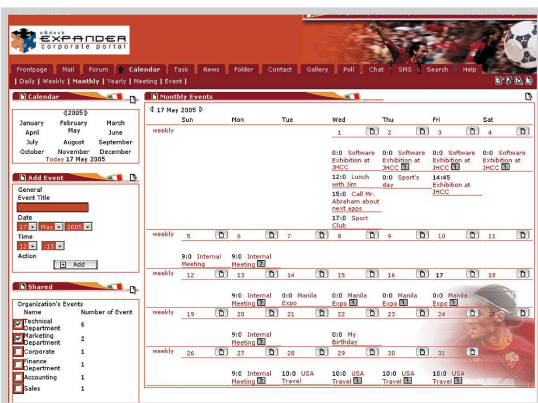 eDesk
EXPANDER
corporate portal
Frontpage Mail Forum Calendar Task News Folder Contact Gallery Poll Chat SMS Search Help
| Daily | Weekly | Monthly | Yearly | Meeting | Event |
Calendar
2005
January February March
April May June
July August September
October November December
Today 17 May 2005
Add Event
General
Event Title
Date
17 May 2005
Time
12 :15
Action
Add
Shared
Organization's Events
Name Number of Event
Technical Department 6
Marketing Department 2
Corporate 1
Finance Department 1
Accounting 1
Sales 1
Monthly Events
17 May 2005
Sun Mon Tue Wed Thu Fri Sat
weekly 1 2 3 4
0:0 Software Exhibition at JHCC
12:0 Lunch with Jim
15:0 Call Mr. Abraham about next apps
17:0 Sport Club
0:0 Software Exhibition at JHCC
0:0 Sport's day
0:0 Software Exhibition at JHCC
14:45 Exhibition at JHCC
0:0 Software Exhibition at JHCC
weekly 5 6 7 8 9 10 11
9:0 Internal Meeting
9:0 Internal Meeting
weekly 12 13 14 15 16 17 18
9:0 Internal Meeting
0:0 Manila Expo
0:0 Manila Expo
0:0 Manila Expo
0:0 Manila Expo
weekly 19 20 21 22 23 24 25
9:0 Internal Meeting
0:0 My Birthday
weekly 26 27 28 29 30 31
9:0 Internal Meeting
10:0 USA Travel
10:0 USA Travel
10:0 USA Travel
10:0 USA Travel